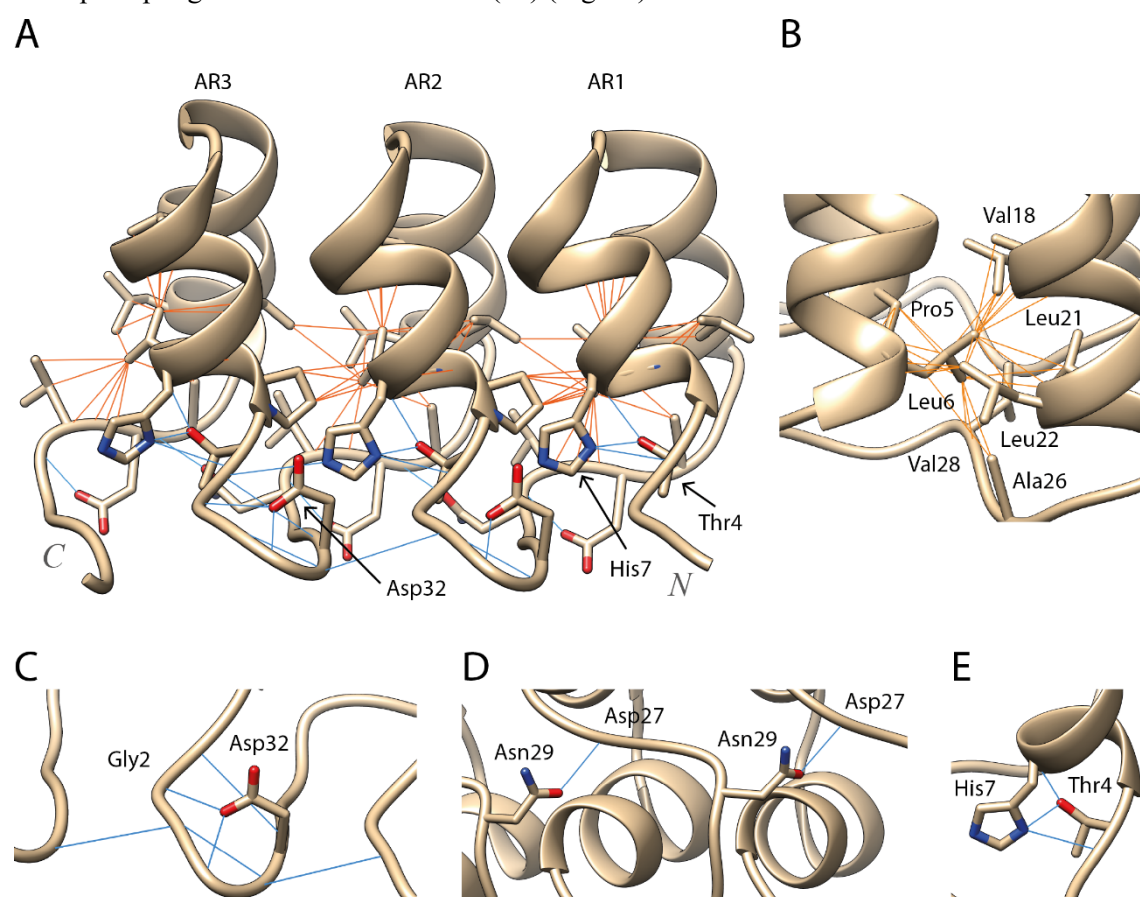 A
B
AR3
AR2
AR1
Val18
Pro5
Leu21
Leu6
Leu22
Val28
Ala26
Thr4
C
His7
N
Asp32
C
D
E
Asp27
Asp27
Gly2
Asp32
Asn29
Asn29
His7
Thr4